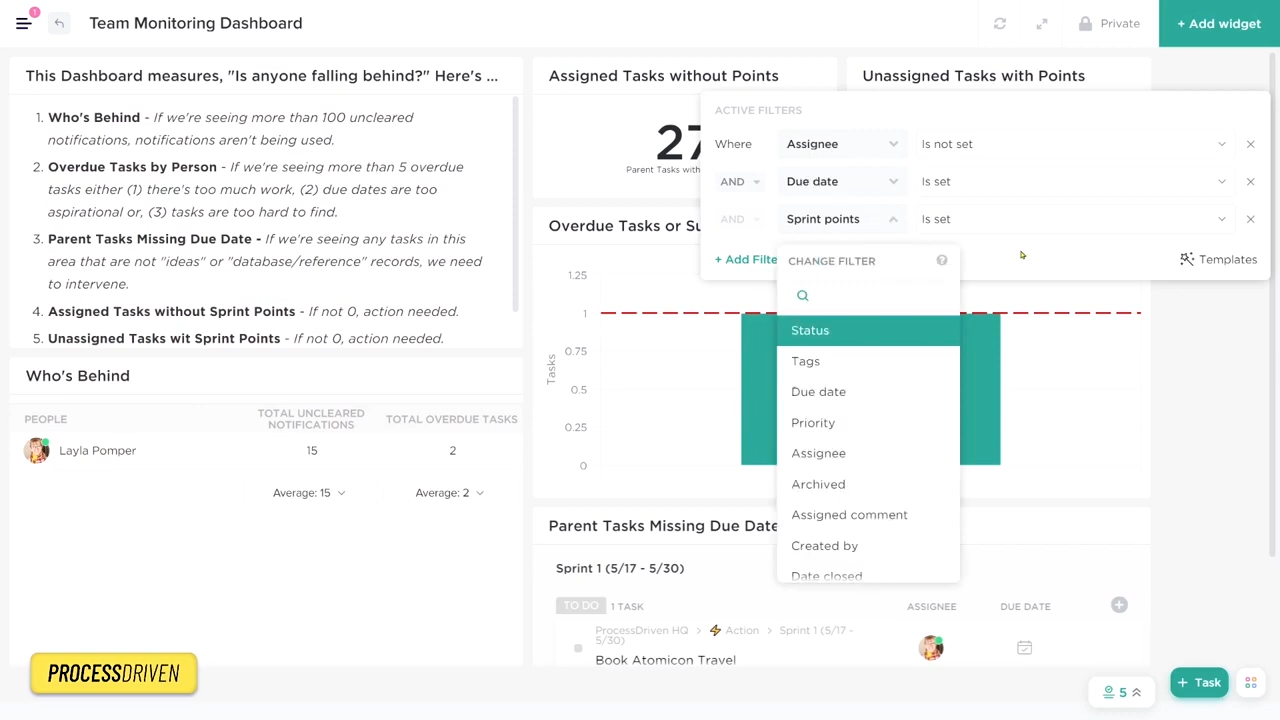 1
Team Monitoring Dashboard
Private
+ Add widget
This Dashboard measures, "Is anyone falling behind?" Here's ...
1. Who's Behind - If we're seeing more than 100 uncleared
notifications, notifications aren't being used.
2. Overdue Tasks by Person - If we're seeing more than 5 overdue
tasks either (1) there's too much work, (2) due dates are too
aspirational or, (3) tasks are too hard to find.
3. Parent Tasks Missing Due Date - If we're seeing any tasks in this
area that are not "ideas" or "database/reference" records, we need
to intervene.
4. Assigned Tasks without Sprint Points - If not 0, action needed.
5. Unassigned Tasks wit Sprint Points - If not 0, action needed.
Who's Behind
PEOPLE
TOTAL UNCLEARED
NOTIFICATIONS
TOTAL OVERDUE TASKS
Layla Pomper
15
2
Average: 15
Average: 2
PROCESSDRIVEN
Assigned Tasks without Points
27
Parent Tasks with
Unassigned Tasks with Points
ACTIVE FILTERS
Where
Assignee
Is not set
AND
Due date
Is set
AND
Sprint points
Is set
+ Add Filte
Templates
CHANGE FILTER
?
Status
Tags
Due date
Priority
Assignee
Archived
Assigned comment
Created by
Date closed
Overdue Tasks or Su
1.25
1
0.75
0.5
0.25
0
Tasks
Parent Tasks Missing Due Date
Sprint 1 (5/17 - 5/30)
TO DO
1 TASK
ASSIGNEE
DUE DATE
ProcessDriven HQ > Action > Sprint 1 (5/17 -
5/30)
Book Atomicon Travel
5
+ Task